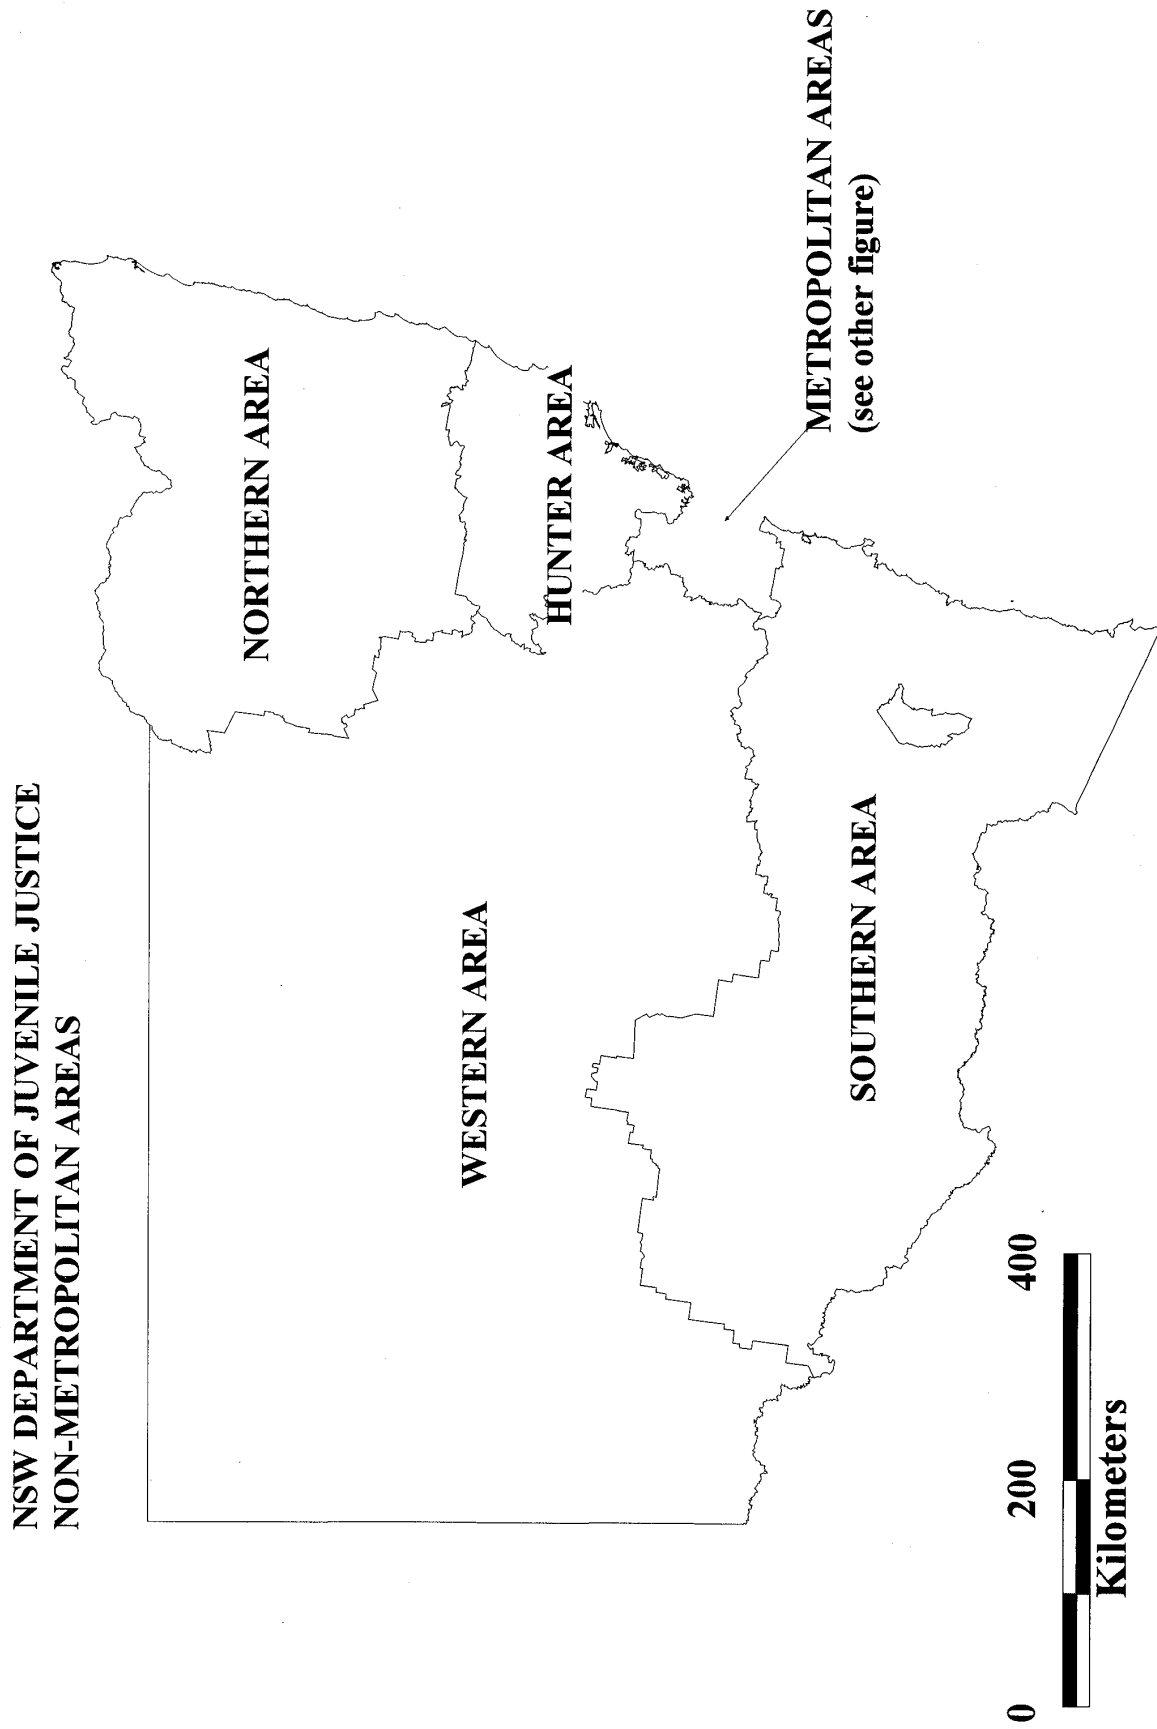 NSW DEPARTMENT OF JUVENILE JUSTICE
NON-METROPOLITAN AREAS
NORTHERN AREA
WESTERN AREA
HUNTER AREA
METROPOLITAN AREAS
(see other figure)
SOUTHERN AREA
0 200 400
Kilometers